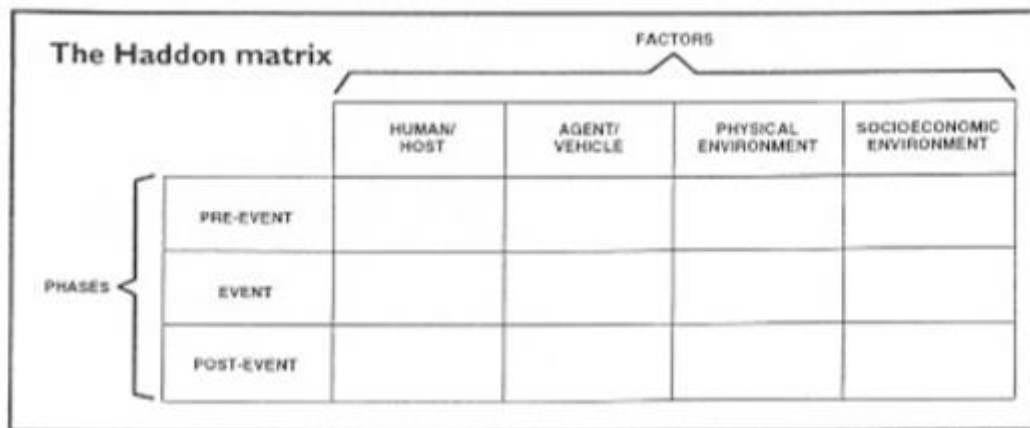 The Haddon matrix
FACTORS
HUMAN/
HOST
AGENT/
VEHICLE
PHYSICAL
ENVIRONMENT
SOCIOECONOMIC
ENVIRONMENT
PHASES
PRE-EVENT
EVENT
POST-EVENT